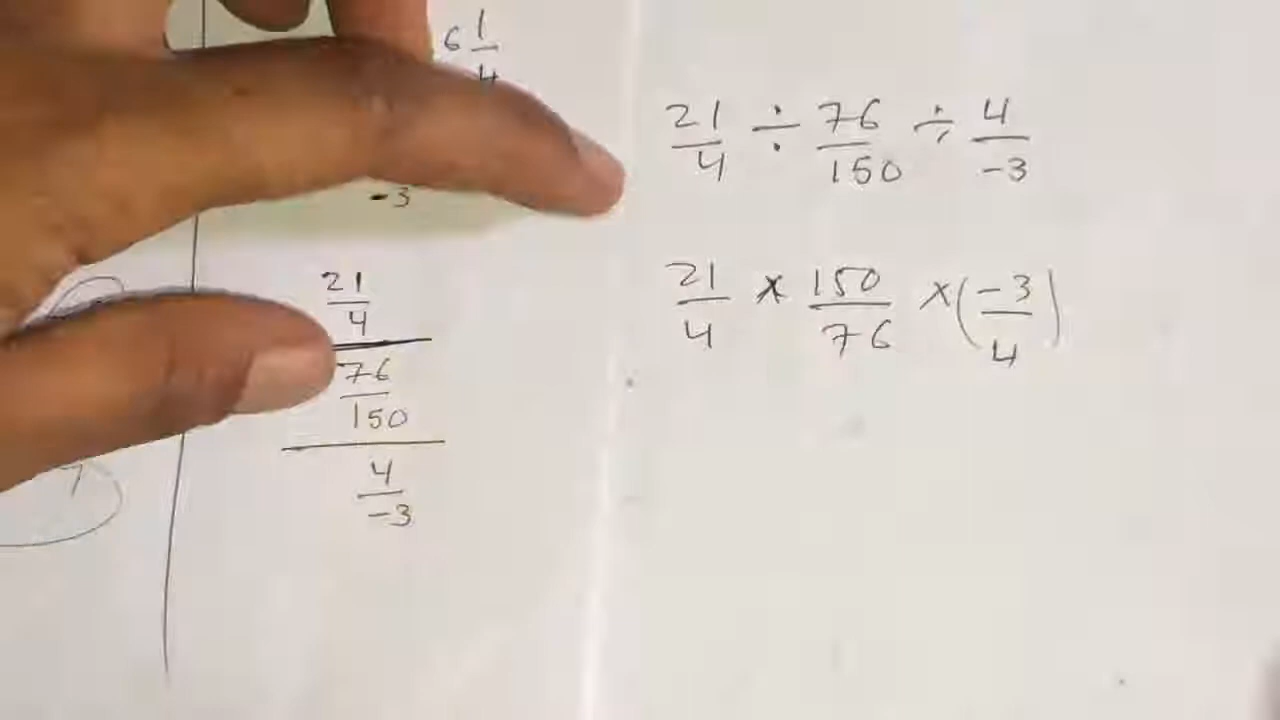 6 1/4
-3
21/4
76/150
4/-3
21/4 ÷ 76/150 ÷ 4/-3
21/4 × 150/76 × (-3/4)